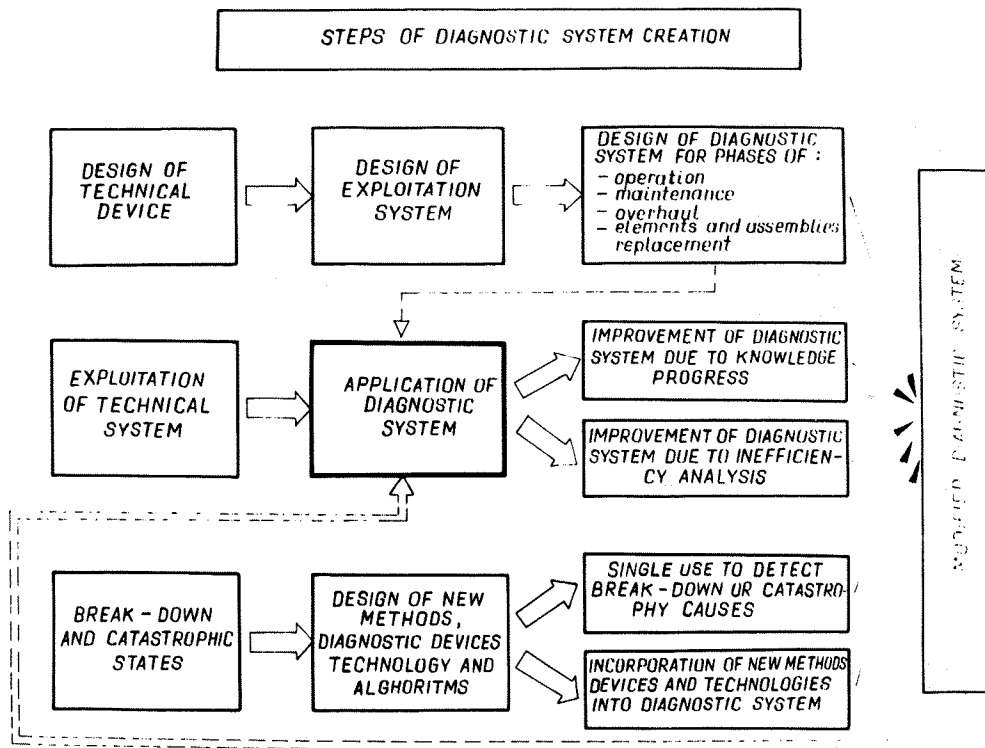 STEPS OF DIAGNOSTIC SYSTEM CREATION
DESIGN OF
TECHNICAL
DEVICE
DESIGN OF
EXPLOITATION
SYSTEM
DESIGN OF DIAGNOSTIC
SYSTEM FOR PHASES OF :
- operation
- maintenance
- overhaul
- elements and assemblies
replacement
EXPLOITATION
OF TECHNICAL
SYSTEM
APPLICATION OF
DIAGNOSTIC
SYSTEM
IMPROVEMENT OF DIAGNOSTIC
SYSTEM DUE TO KNOWLEDGE
PROGRESS
IMPROVEMENT OF DIAGNOSTIC
SYSTEM DUE TO INEFFICIEN-
CY ANALYSIS
BREAK-DOWN
AND CATASTROPHIC
STATES
DESIGN OF NEW
METHODS,
DIAGNOSTIC DEVICES
TECHNOLOGY AND
ALGHORITMS
SINGLE USE TO DETECT
BREAK-DOWN OR CATASTRO-
PHY CAUSES
INCORPORATION OF NEW METHODS
DEVICES AND TECHNOLOGIES
INTO DIAGNOSTIC SYSTEM
MODIFIED DIAGNOSTIC SYSTEM